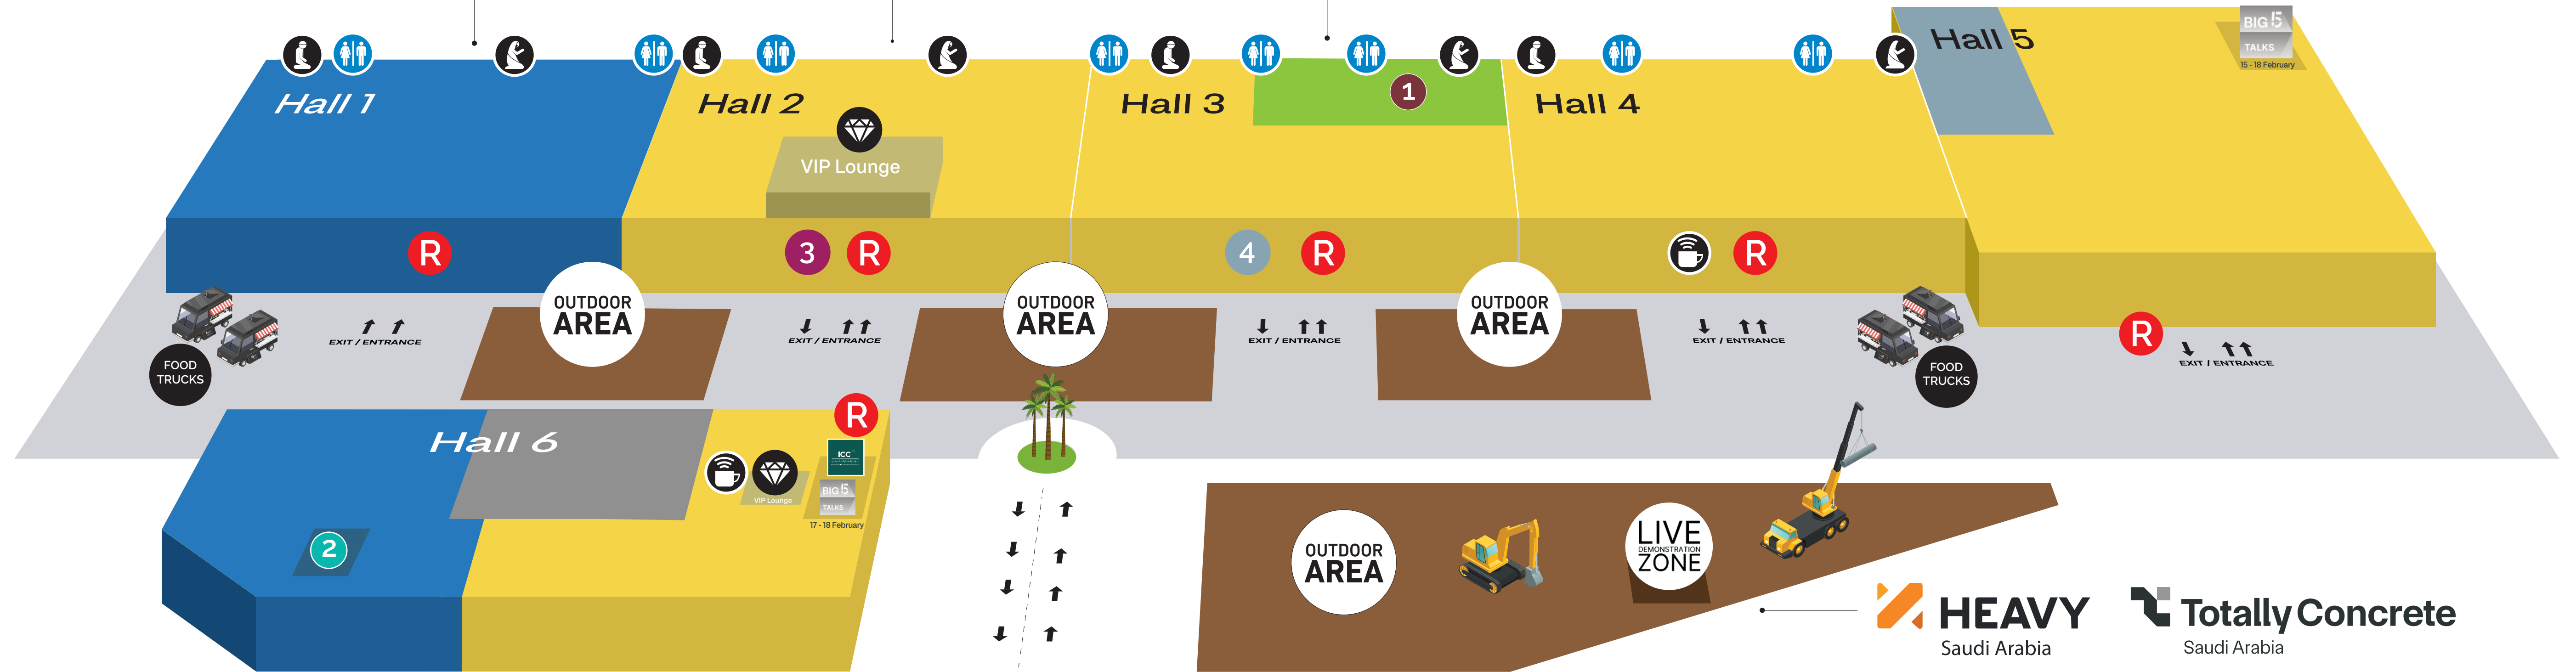 Hall 1
Hall 2
VIP Lounge
Hall 3
1
Hall 4
Hall 5
BIG 5
TALKS
15 - 18 February
R
3
R
4
R
R
R
OUTDOOR
AREA
OUTDOOR
AREA
OUTDOOR
AREA
EXIT / ENTRANCE
EXIT / ENTRANCE
EXIT / ENTRANCE
EXIT / ENTRANCE
EXIT / ENTRANCE
FOOD
TRUCKS
FOOD
TRUCKS
Hall 6
R
ICC
VIP Lounge
BIG 5
TALKS
17 - 18 February
2
OUTDOOR
AREA
LIVE
DEMONSTRATION
ZONE
HEAVY
Saudi Arabia
Totally Concrete
Saudi Arabia